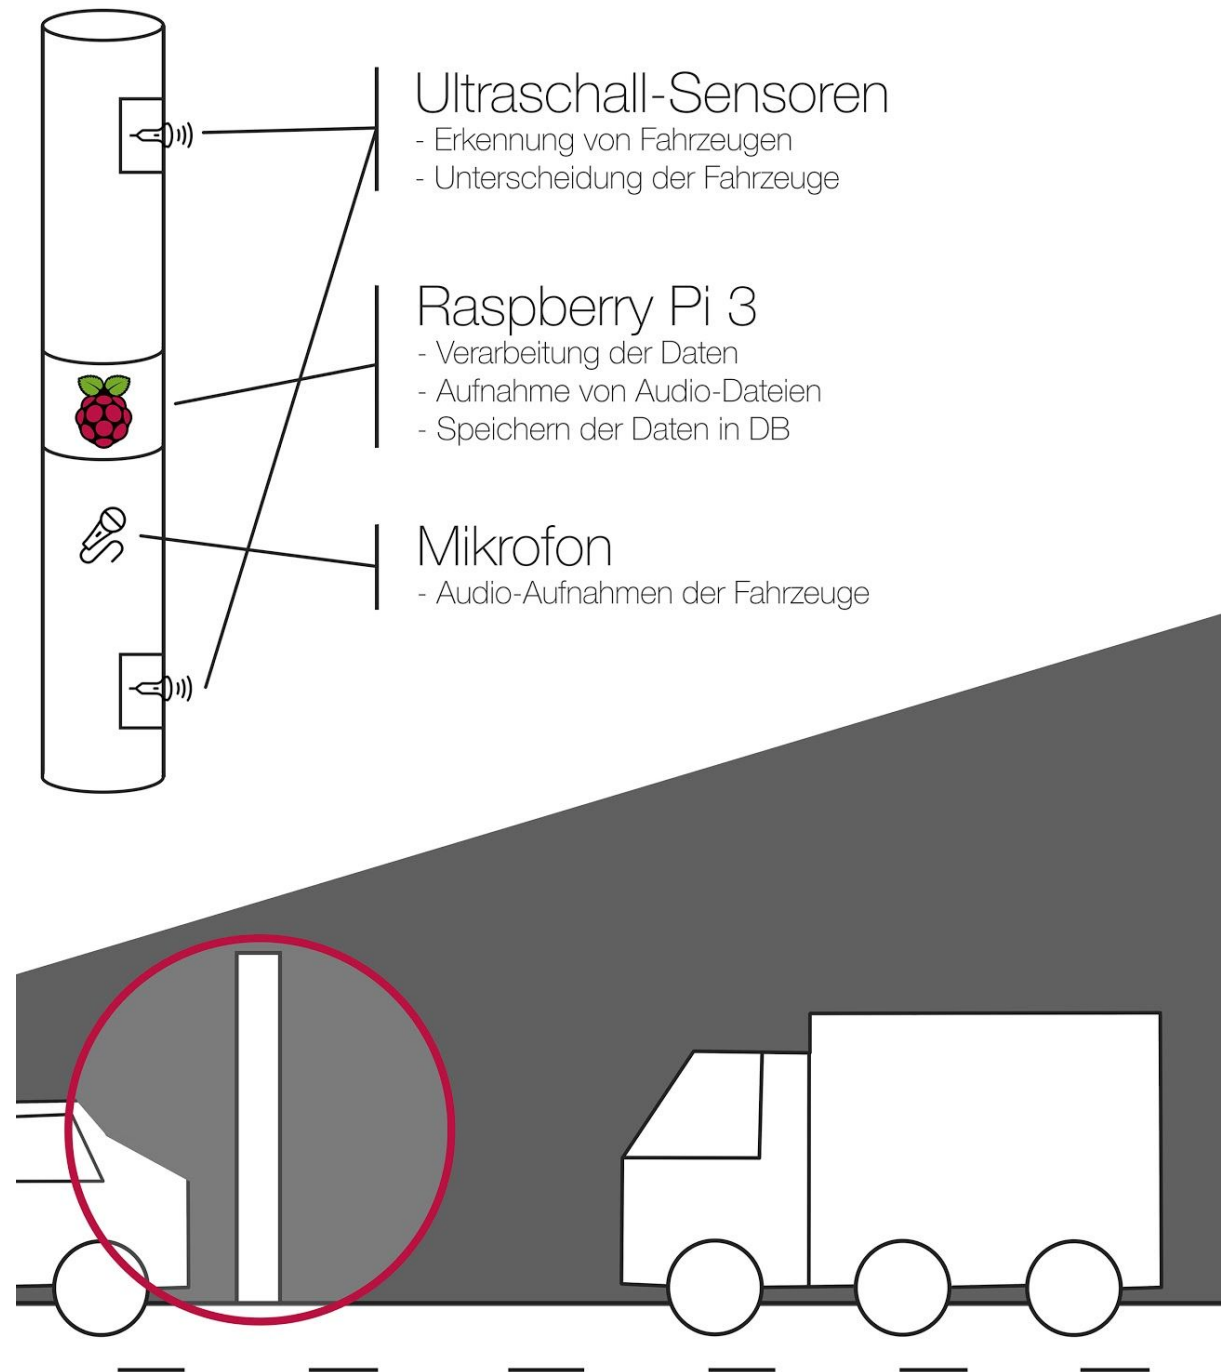 Ultraschall-Sensoren
- Erkennung von Fahrzeugen
- Unterscheidung der Fahrzeuge
Raspberry Pi 3
- Verarbeitung der Daten
- Aufnahme von Audio-Dateien
- Speichern der Daten in DB
Mikrofon
- Audio-Aufnahmen der Fahrzeuge